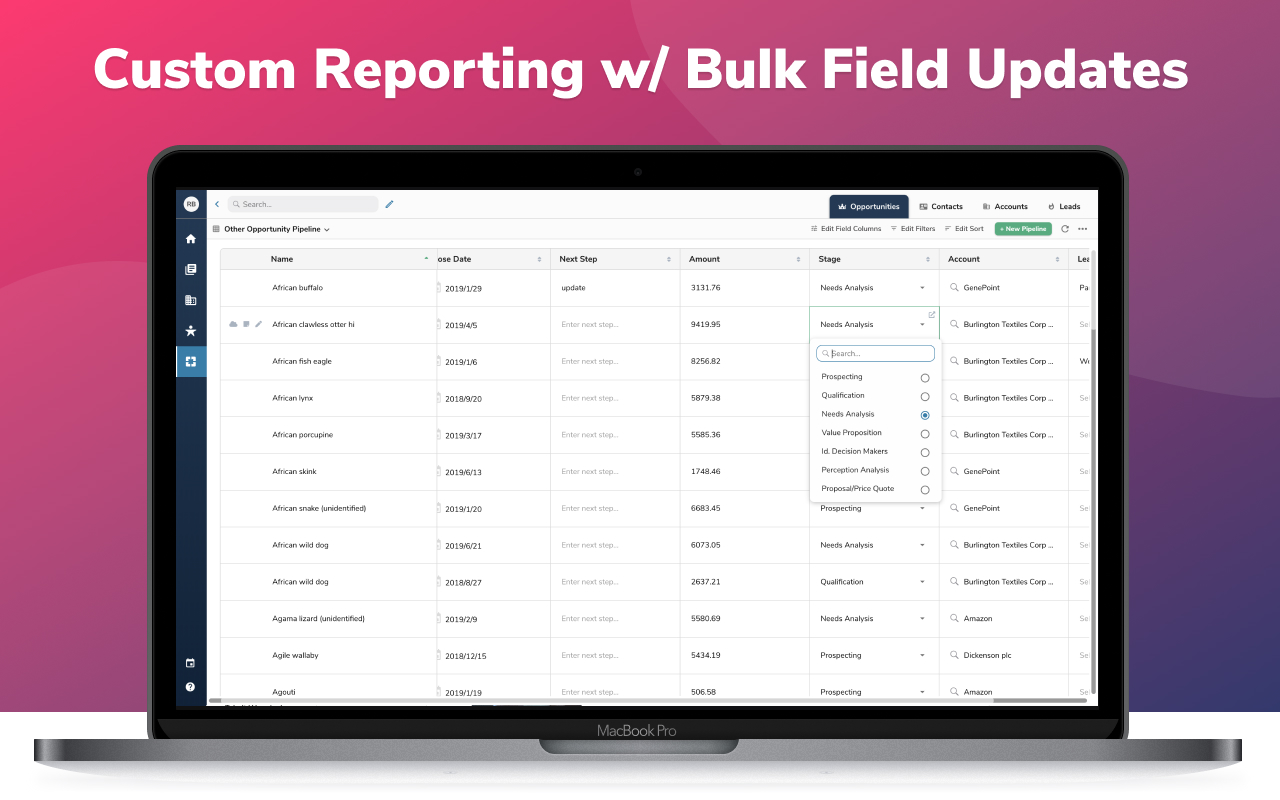 Custom Reporting w/ Bulk Field Updates
RB
Search...
Opportunities
Contacts
Accounts
Leads
Other Opportunity Pipeline
Edit Field Columns
Edit Filters
Edit Sort
+ New Pipeline
Name
ose Date
Next Step
Amount
Stage
Account
Lea
African buffalo 2019/1/29 update 3131.76 Needs Analysis GenePoint Pa
African clawless otter hi 2019/4/5 Enter next step... 9419.95 Needs Analysis Burlington Textiles Corp ... Se
African fish eagle 2019/1/6 Enter next step... 8256.82 Burlington Textiles Corp ... We
African lynx 2018/9/20 Enter next step... 5879.38 Burlington Textiles Corp ... Se
African porcupine 2019/3/17 Enter next step... 5585.36 Burlington Textiles Corp ... Se
African skink 2019/6/13 Enter next step... 1748.46 GenePoint Se
African snake (unidentified) 2019/1/20 Enter next step... 6683.45 Prospecting GenePoint Se
African wild dog 2019/6/21 Enter next step... 6073.05 Needs Analysis Burlington Textiles Corp ... Se
African wild dog 2018/8/27 Enter next step... 2637.21 Qualification Burlington Textiles Corp ... Se
Agama lizard (unidentified) 2019/2/9 Enter next step... 5580.69 Needs Analysis Amazon Se
Agile wallaby 2018/12/15 Enter next step... 5434.19 Prospecting Dickenson plc Se
Agouti 2019/1/19 Enter next step... 506.58 Prospecting Amazon Se
Search...
Prospecting
Qualification
Needs Analysis
Value Proposition
Id. Decision Makers
Perception Analysis
Proposal/Price Quote
MacBook Pro